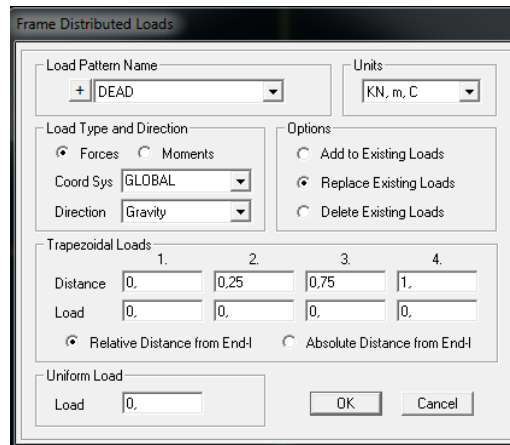 Frame Distributed Loads
Load Pattern Name
+ DEAD
Units
KN, m, C
Load Type and Direction
Forces Moments
Coord Sys GLOBAL
Direction Gravity
Options
Add to Existing Loads
Replace Existing Loads
Delete Existing Loads
Trapezoidal Loads
1. 2. 3. 4.
Distance 0, 0,25 0,75 1,
Load 0, 0, 0, 0,
Relative Distance from End-I Absolute Distance from End-I
Uniform Load
Load 0,
OK Cancel